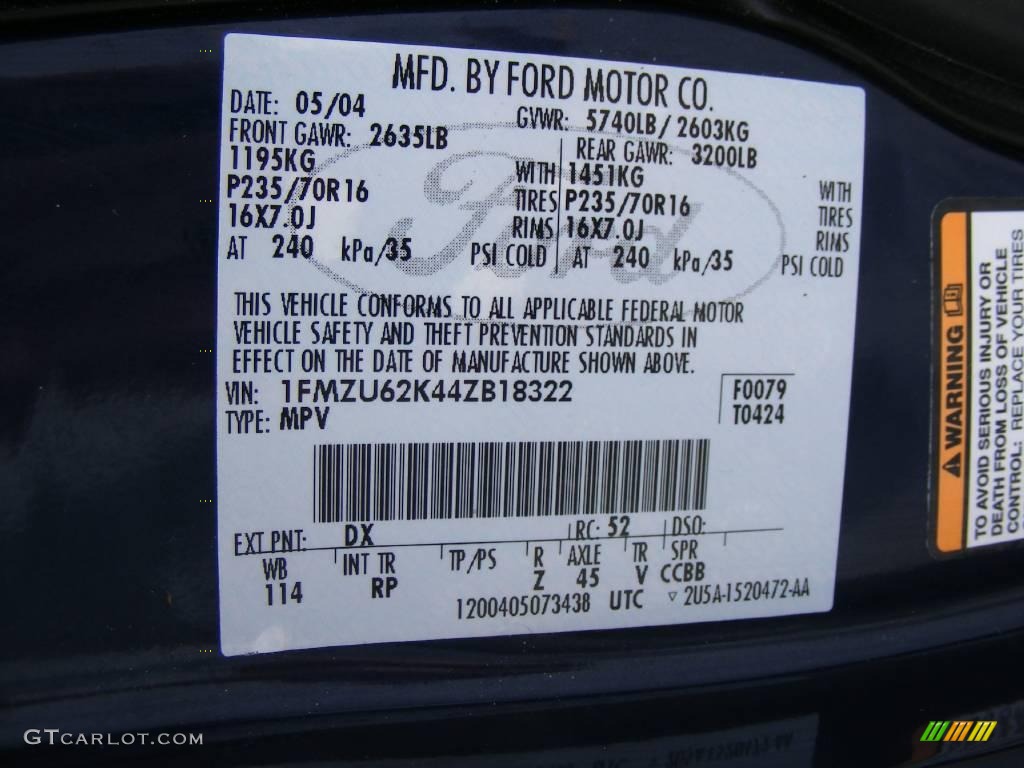 MFD. BY FORD MOTOR CO.
DATE: 05/04 GVWR: 5740LB/2603KG
FRONT GAWR: 2635LB REAR GAWR: 3200LB
1195KG WITH 1451KG WITH
P235/70R16 TIRES P235/70R16 TIRES
16X7.0J RIMS 16X7.0J RIMS
AT 240 kPa/35 PSI COLD AT 240 kPa/35 PSI COLD
Ford
THIS VEHICLE CONFORMS TO ALL APPLICABLE FEDERAL MOTOR
VEHICLE SAFETY AND THEFT PREVENTION STANDARDS IN
EFFECT ON THE DATE OF MANUFACTURE SHOWN ABOVE.
VIN: 1FMZU62K44ZB18322 F0079
TYPE: MPV T0424
EXT PNT: DX RC: 52 DSO:
WB INT TR TP/PS R AXLE TR SPR
114 RP Z 45 V CCBB
1200405073438 UTC ▽ 2U5A-1520472-AA
WARNING
TO AVOID SERIOUS INJURY OR
DEATH FROM LOSS OF VEHICLE
CONTROL: REPLACE
GTCARLOT.COM